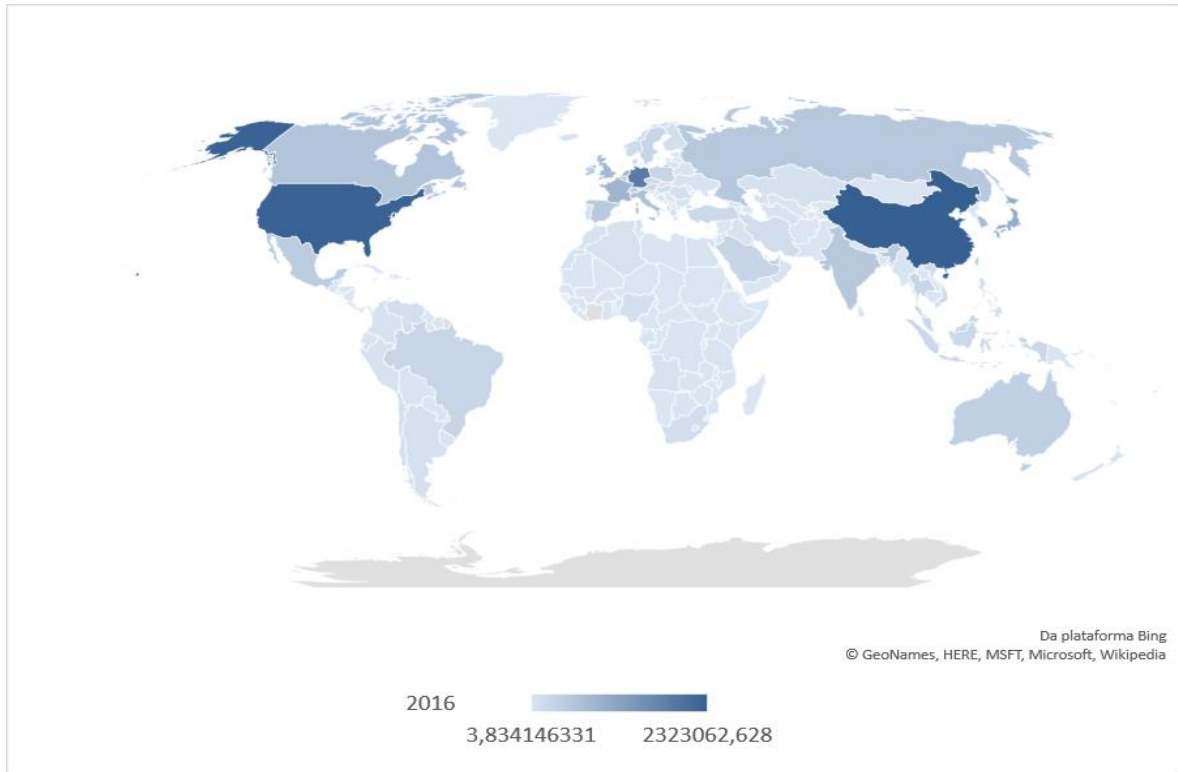 Da plataforma Bing
© GeoNames, HERE, MSFT, Microsoft, Wikipedia
2016
3,834146331 2323062,628